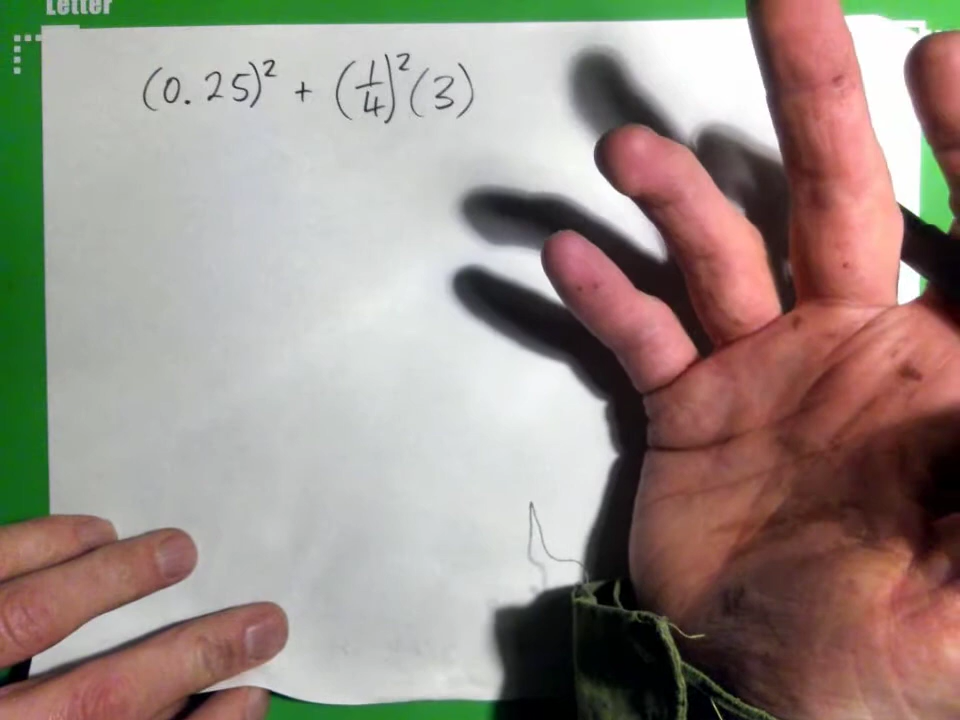 Letter
(0.25)² + (1/4)²(3)